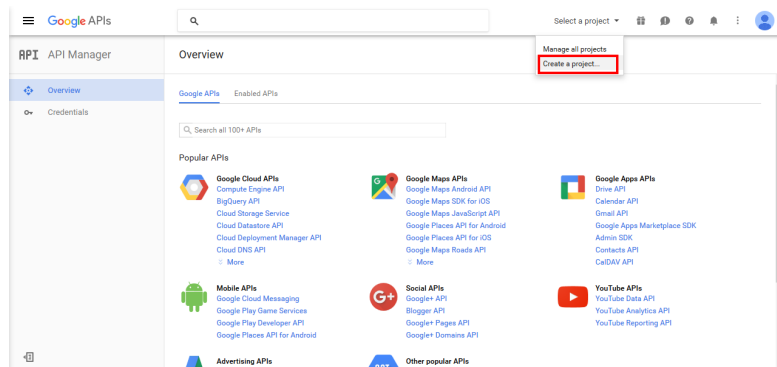 Google APIs
Select a project
API API Manager
Overview
Manage all projects
Create a project...
Overview
Credentials
Google APIs Enabled APIs
Search all 100+ APIs
Popular APIs
Google Cloud APIs
Compute Engine API
BigQuery API
Cloud Storage Service
Cloud Datastore API
Cloud Deployment Manager API
Cloud DNS API
More
Google Maps APIs
Google Maps Android API
Google Maps SDK for iOS
Google Maps JavaScript API
Google Places API for Android
Google Places API for iOS
Google Maps Roads API
More
Google Apps APIs
Drive API
Calendar API
Gmail API
Google Apps Marketplace SDK
Admin SDK
Contacts API
CalDAV API
Mobile APIs
Google Cloud Messaging
Google Play Game Services
Google Play Developer API
Google Places API for Android
G+
Social APIs
Google+ API
Blogger API
Google+ Pages API
Google+ Domains API
YouTube APIs
YouTube Data API
YouTube Analytics API
YouTube Reporting API
Advertising APIs
Other popular APIs